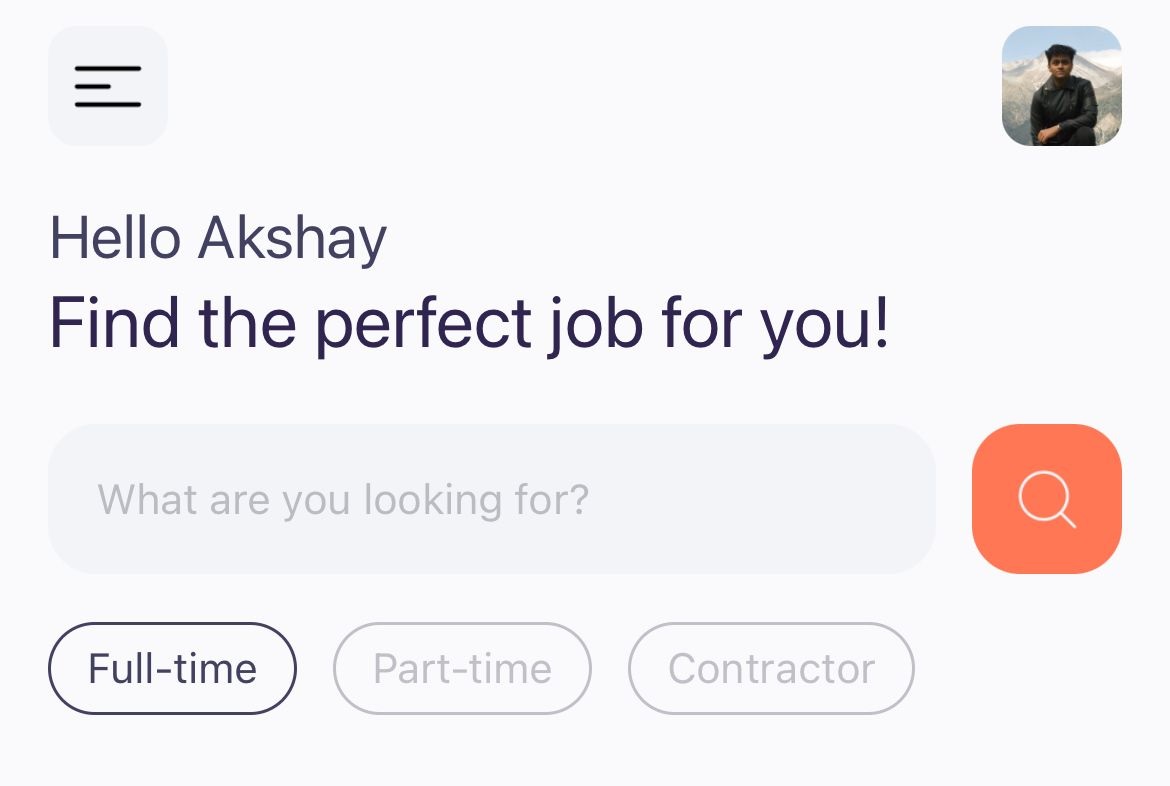 Hello Akshay
Find the perfect job for you!
What are you looking for?
Full-time Part-time Contractor